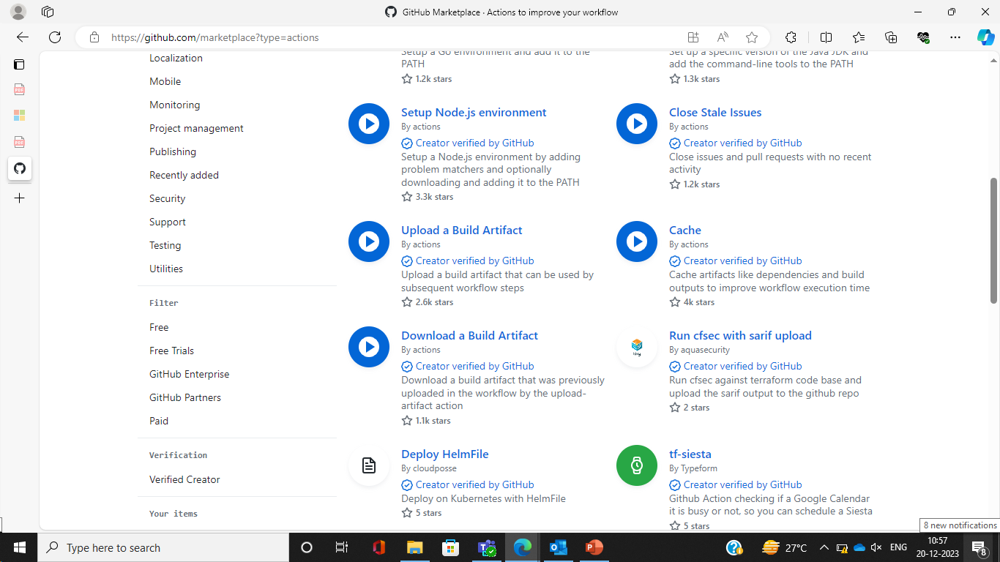 GitHub Marketplace · Actions to improve your workflow
https://github.com/marketplace?type=actions
Localization
Mobile
Monitoring
Project management
Publishing
Recently added
Security
Support
Testing
Utilities
Filter
Free
Free Trials
GitHub Enterprise
GitHub Partners
Paid
Verification
Verified Creator
Your items
Setup a Go environment and add it to the
PATH
1.2k stars
Set up a specific version of the Java JDK and
add the command-line tools to the PATH
1.3k stars
Setup Node.js environment
By actions
Creator verified by GitHub
Setup a Node.js environment by adding
problem matchers and optionally
downloading and adding it to the PATH
3.3k stars
Close Stale Issues
By actions
Creator verified by GitHub
Close issues and pull requests with no recent
activity
1.2k stars
Upload a Build Artifact
By actions
Creator verified by GitHub
Upload a build artifact that can be used by
subsequent workflow steps
2.6k stars
Cache
By actions
Creator verified by GitHub
Cache artifacts like dependencies and build
outputs to improve workflow execution time
4k stars
Download a Build Artifact
By actions
Creator verified by GitHub
Download a build artifact that was previously
uploaded in the workflow by the upload-
artifact action
1.1k stars
Run cfsec with sarif upload
By aquasecurity
Creator verified by GitHub
Run cfsec against terraform code base and
upload the sarif output to the github repo
2 stars
Deploy HelmFile
By cloudposse
Creator verified by GitHub
Deploy on Kubernetes with HelmFile
5 stars
tf-siesta
By Typeform
Creator verified by GitHub
Github Action checking if a Google Calendar
it is busy or not, so you can schedule a Siesta
5 stars
8 new notifications
Type here to search
27°C
ENG
10:57
20-12-2023
8